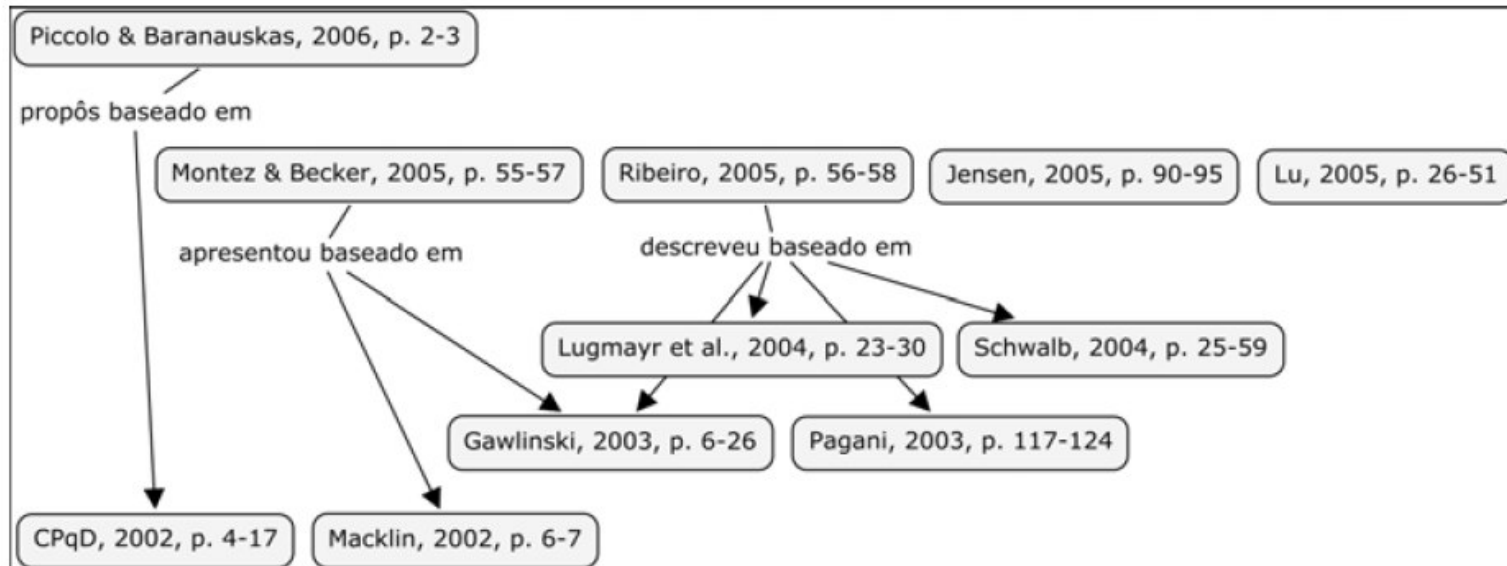 Piccolo & Baranauskas, 2006, p. 2-3
propôs baseado em
Montez & Becker, 2005, p. 55-57
Ribeiro, 2005, p. 56-58
Jensen, 2005, p. 90-95
Lu, 2005, p. 26-51
apresentou baseado em
descreveu baseado em
Lugmayr et al., 2004, p. 23-30
Schwalb, 2004, p. 25-59
Gawlinski, 2003, p. 6-26
Pagani, 2003, p. 117-124
CPqD, 2002, p. 4-17
Macklin, 2002, p. 6-7